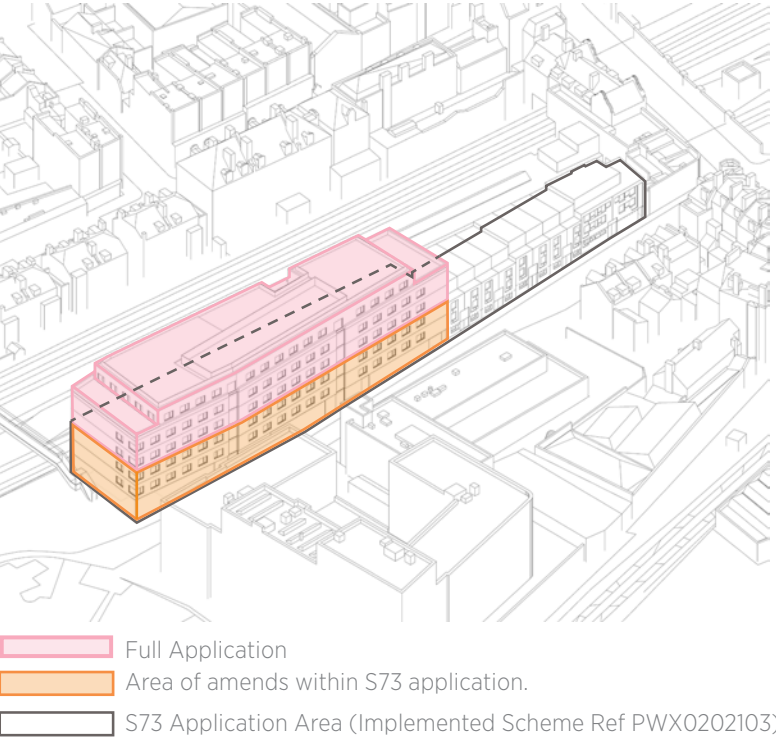 Full Application
Area of amends within S73 application.
S73 Application Area (Implemented Scheme Ref PWX0202103)